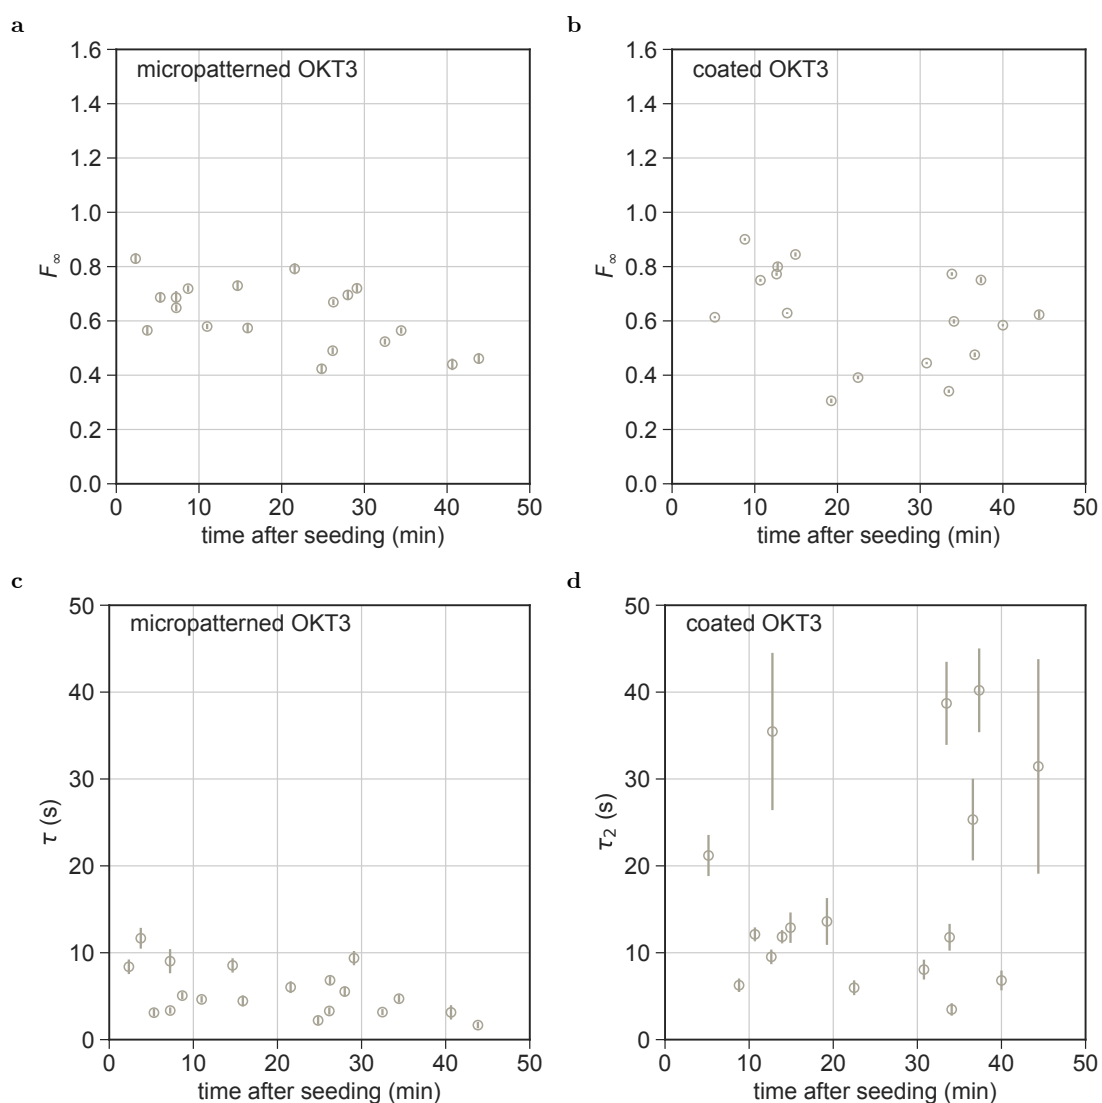 a
b
1.6
micropatterned OKT3
1.4
1.2
1.0
0.8
0.6
0.4
0.2
0.0
F∞
0 10 20 30 40 50
time after seeding (min)
1.6
coated OKT3
1.4
1.2
1.0
0.8
0.6
0.4
0.2
0.0
F∞
0 10 20 30 40 50
time after seeding (min)
c
d
50
micropatterned OKT3
40
30
20
10
0
τ (s)
0 10 20 30 40 50
time after seeding (min)
50
coated OKT3
40
30
20
10
0
τ2 (s)
0 10 20 30 40 50
time after seeding (min)